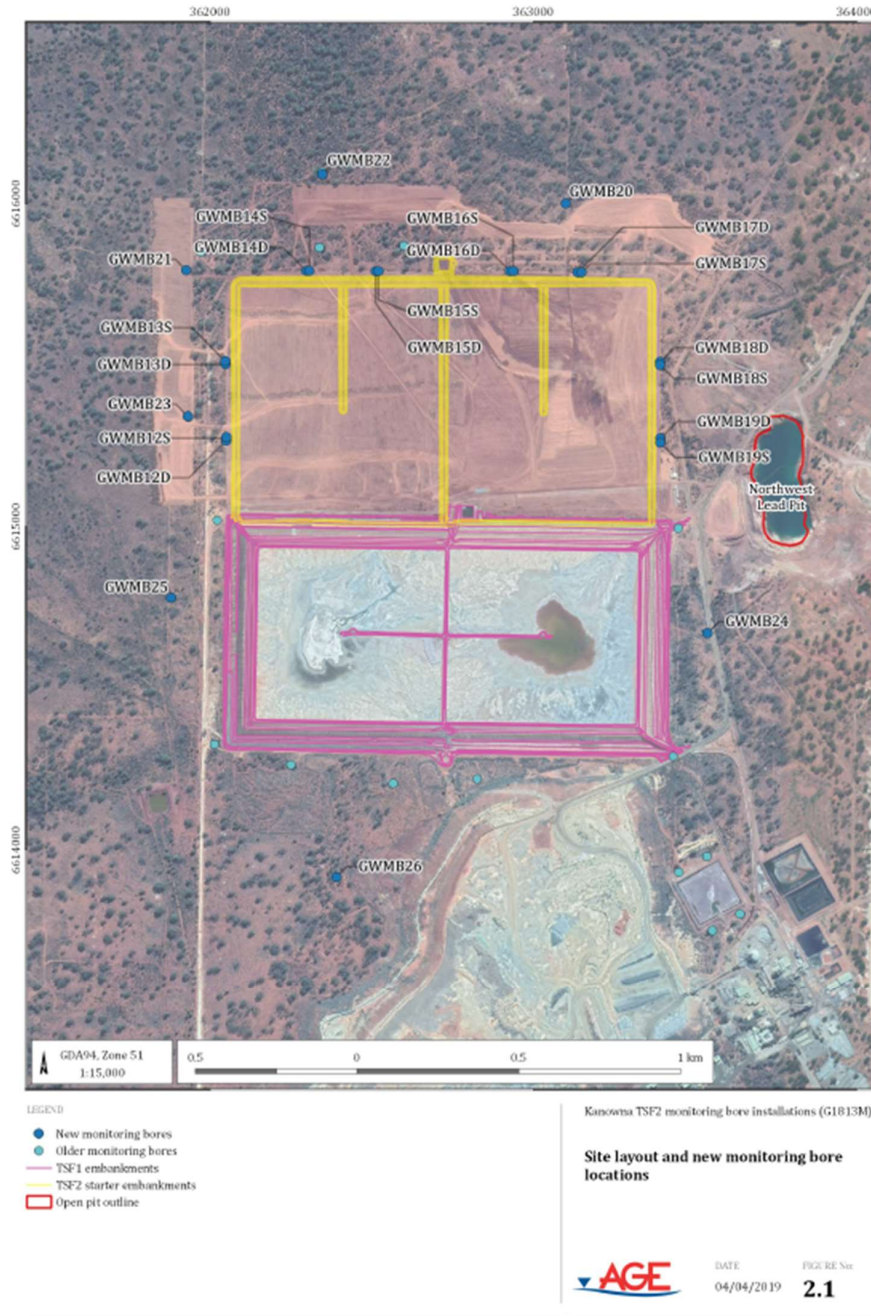 362000
363000
364000
6616000
6615000
6614000
GWMB22
GWMB20
GWMB14S
GWMB16S
GWMB17D
GWMB14D
GWMB16D
GWMB21
GWMB17S
GWMB15S
GWMB13S
GWMB15D
GWMB18D
GWMB13D
GWMB18S
GWMB23
GWMB19D
GWMB12S
GWMB19S
GWMB12D
Northwest
Lead Pit
GWMB25
GWMB24
GWMB26
GDA94, Zone 51
1:15,000
0.5 0 0.5 1 km
LEGEND
New monitoring bores
Older monitoring bores
TSF1 embankments
TSF2 starter embankments
Open pit outline
Kanowna TSF2 monitoring bore installations (G1813M)
Site layout and new monitoring bore
locations
AGE
DATE
04/04/2019
FIGURE No:
2.1